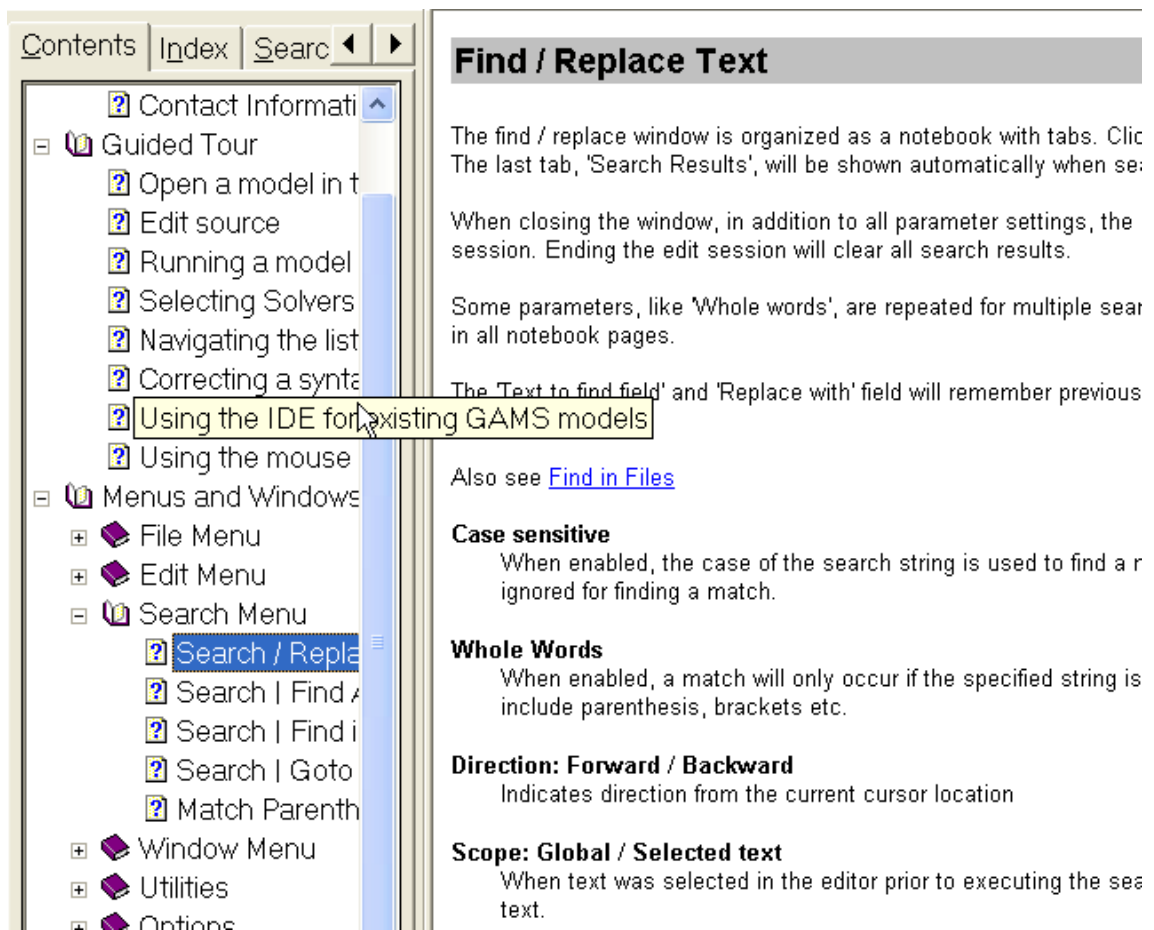 Contents Index Searc
Contact Informati
Guided Tour
Open a model in t
Edit source
Running a model
Selecting Solvers
Navigating the list
Correcting a synta
Using the IDE for existing GAMS models
Using the mouse
Menus and Windows
File Menu
Edit Menu
Search Menu
Search / Repla
Search | Find A
Search | Find i
Search | Goto
Match Parenth
Window Menu
Utilities
Options
Find / Replace Text
The find / replace window is organized as a notebook with tabs. Clic
The last tab, 'Search Results', will be shown automatically when sea
When closing the window, in addition to all parameter settings, the
session. Ending the edit session will clear all search results.
Some parameters, like 'Whole words', are repeated for multiple sear
in all notebook pages.
The 'Text to find field' and 'Replace with' field will remember previous
Also see Find in Files
Case sensitive
When enabled, the case of the search string is used to find a
ignored for finding a match.
Whole Words
When enabled, a match will only occur if the specified string is
include parenthesis, brackets etc.
Direction: Forward / Backward
Indicates direction from the current cursor location
Scope: Global / Selected text
When text was selected in the editor prior to executing the sea
text.